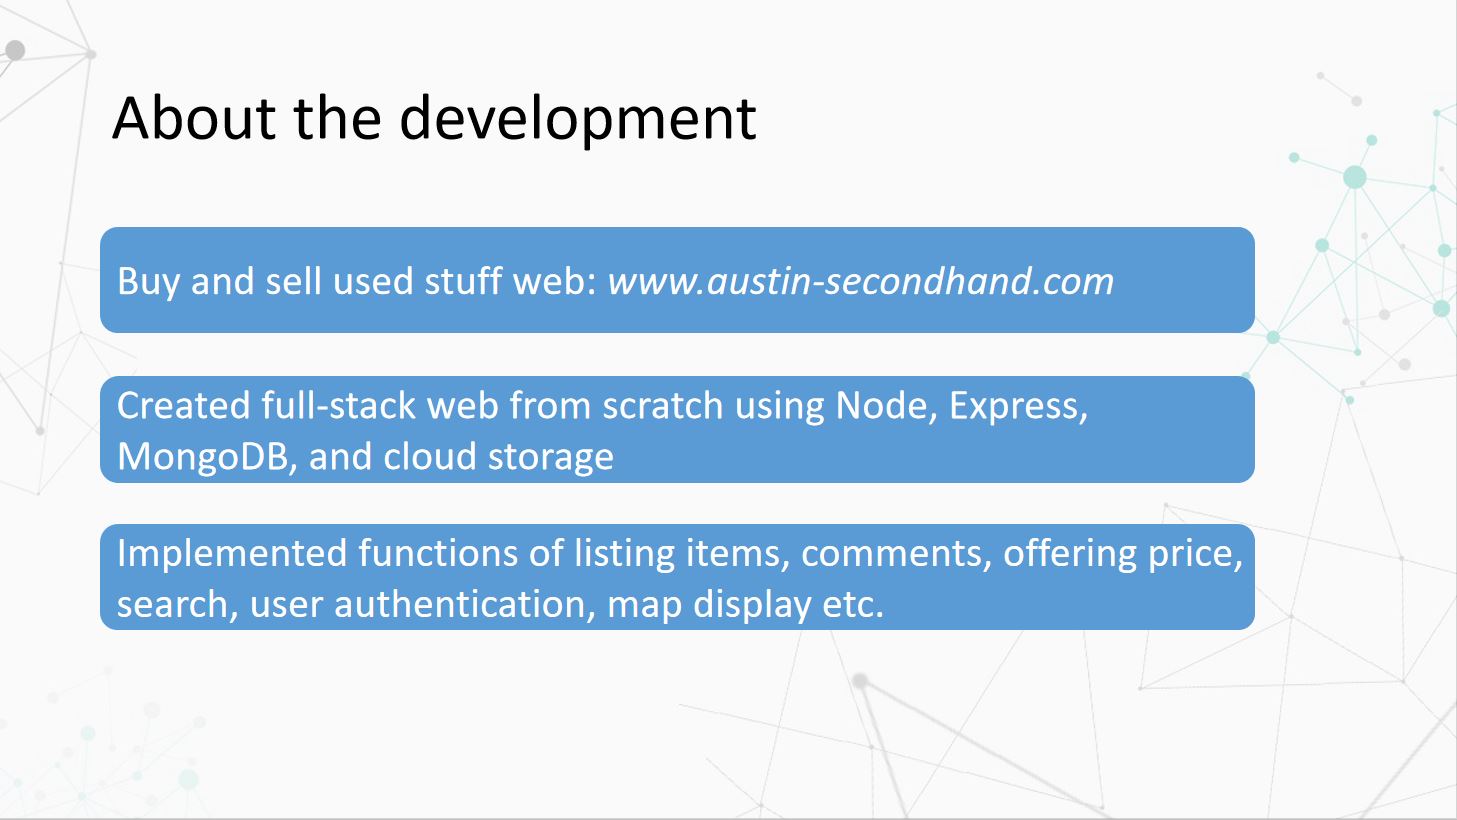 About the development
Buy and sell used stuff web: www.austin-secondhand.com
Created full-stack web from scratch using Node, Express,
MongoDB, and cloud storage
Implemented functions of listing items, comments, offering price,
search, user authentication, map display etc.